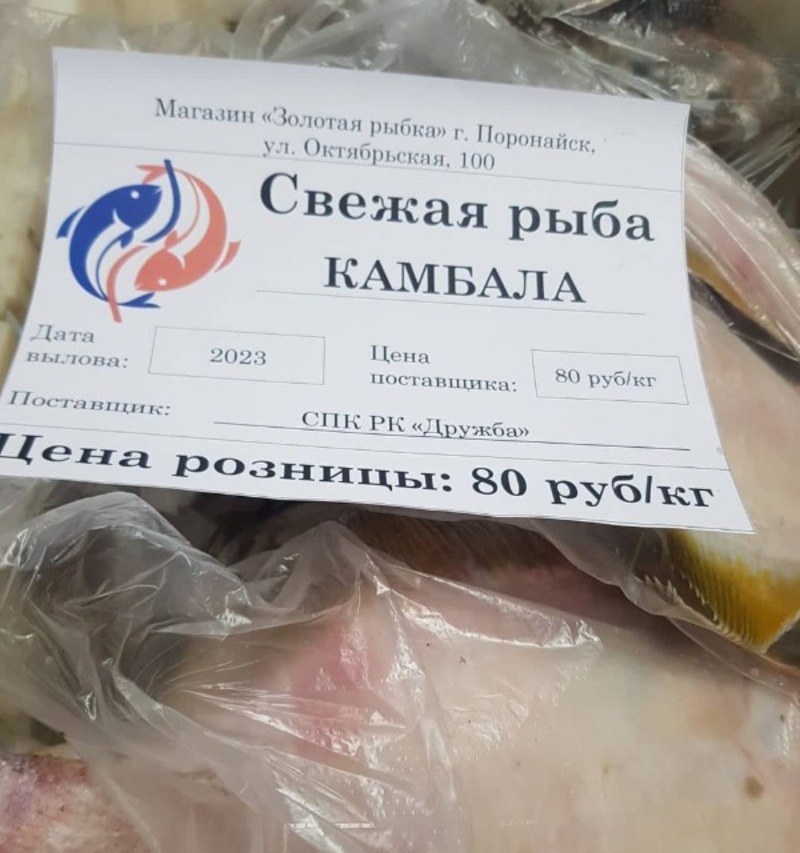 Магазин «Золотая рыбка» г. Поронайск,
ул. Октябрьская, 100
Свежая рыба
КАМБАЛА
Дата
вылова:
2023
Цена
поставщика:
80 руб/кг
Поставщик:
СПК РК «Дружба»
Цена розницы: 80 руб/кг